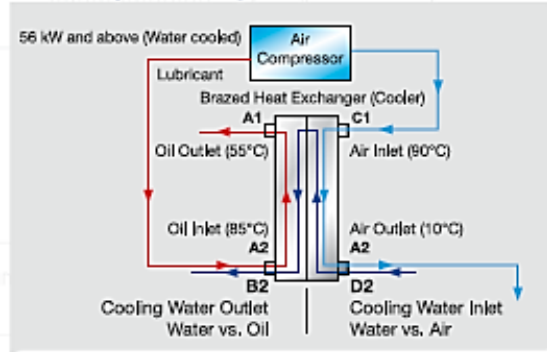 56 kW and above (Water cooled)
Air
Compressor
Lubricant
Brazed Heat Exchanger (Cooler)
A1
C1
Oil Outlet (55°C)
Air Inlet (90°C)
Oil Inlet (85°C)
Air Outlet (10°C)
A2
A2
B2
D2
Cooling Water Outlet
Water vs. Oil
Cooling Water Inlet
Water vs. Air